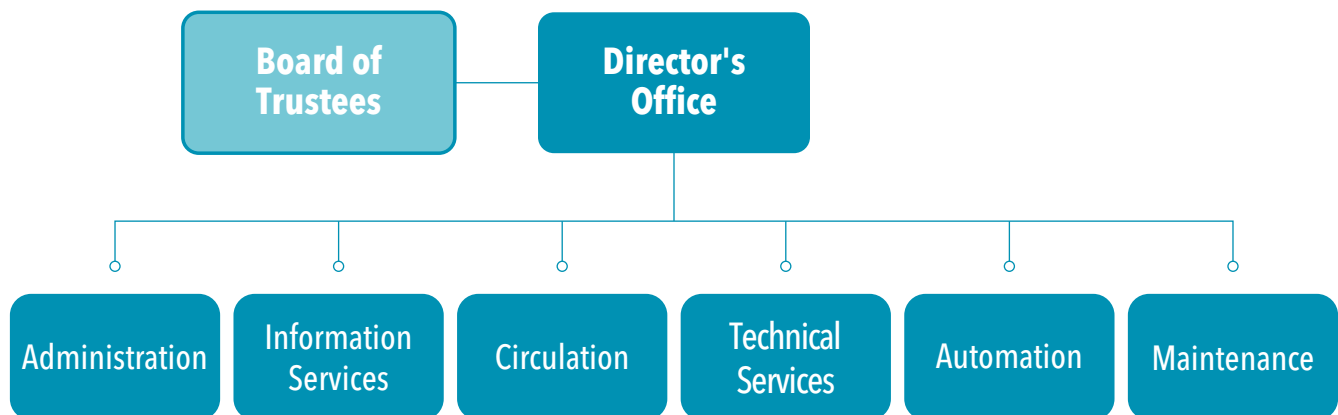 Board of
Trustees
Director's
Office
Administration
Information
Services
Circulation
Technical
Services
Automation
Maintenance